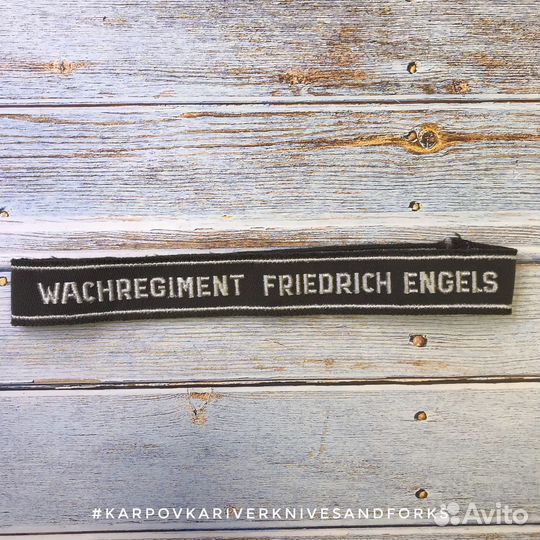 WACHREGIMENT FRIEDRICH ENGELS
#KARPOVKARIVERKNIVESANDFORKS
Avito